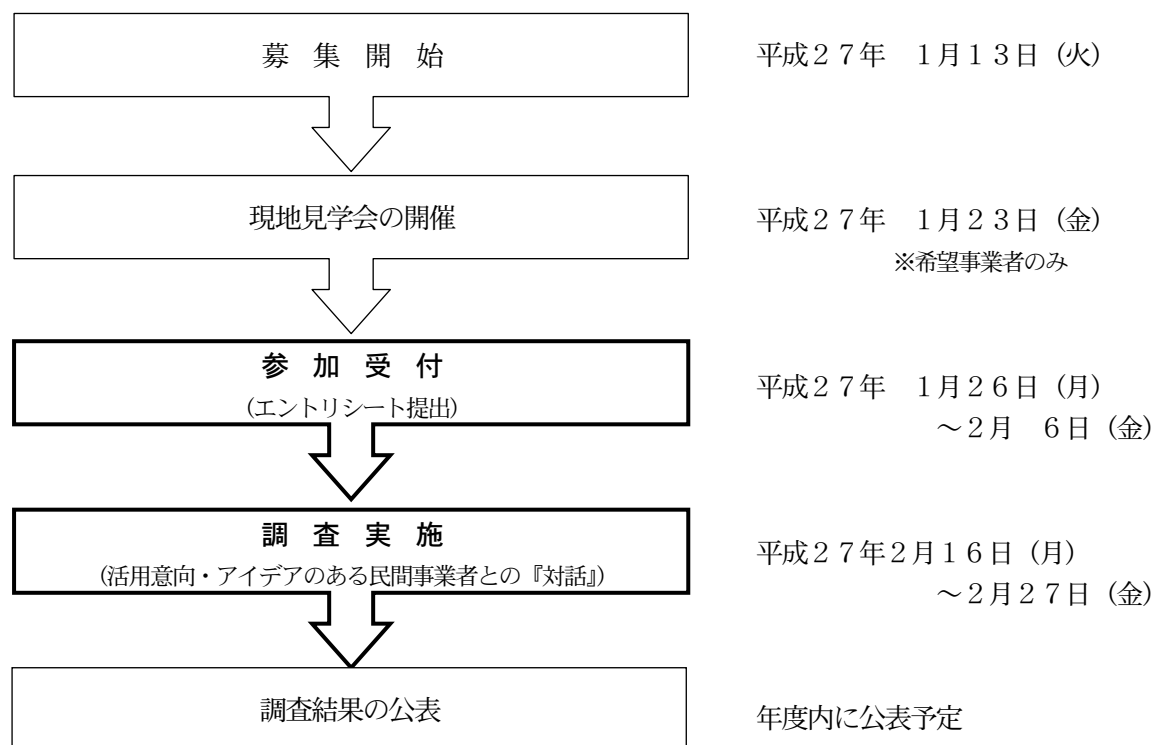 募　集　開　始
平成２７年　１月１３日（火）
現地見学会の開催
平成２７年　１月２３日（金）
※希望事業者のみ
参　加　受　付
（エントリシート提出）
平成２７年　１月２６日（月）
～２月　６日（金）
調　査　実　施
（活用意向・アイデアのある民間事業者との『対話』）
平成２７年２月１６日（月）
～２月２７日（金）
調査結果の公表
年度内に公表予定